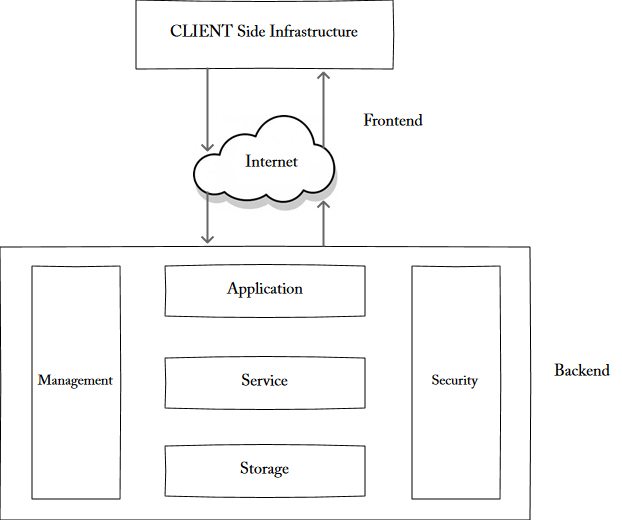 CLIENT Side Infrastructure
Frontend
Internet
Application
Management
Service
Security
Backend
Storage